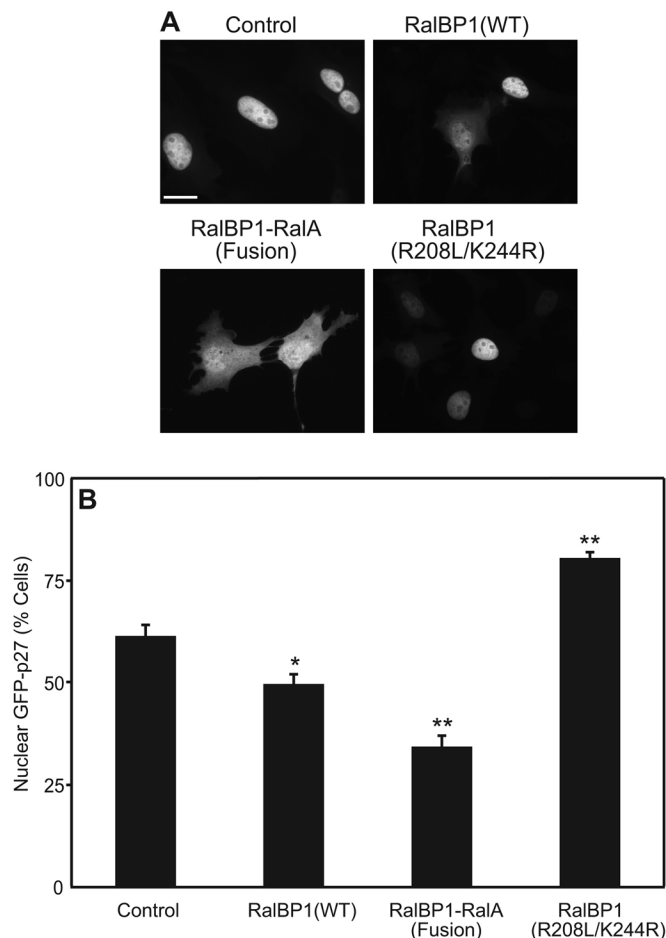 A
Control
RalBP1(WT)
RalBP1-RalA
(Fusion)
RalBP1
(R208L/K244R)
B
Nuclear GFP-p27 (% Cells)
100
75
50
25
0
*
**
**
Control
RalBP1(WT)
RalBP1-RalA
(Fusion)
RalBP1
(R208L/K244R)